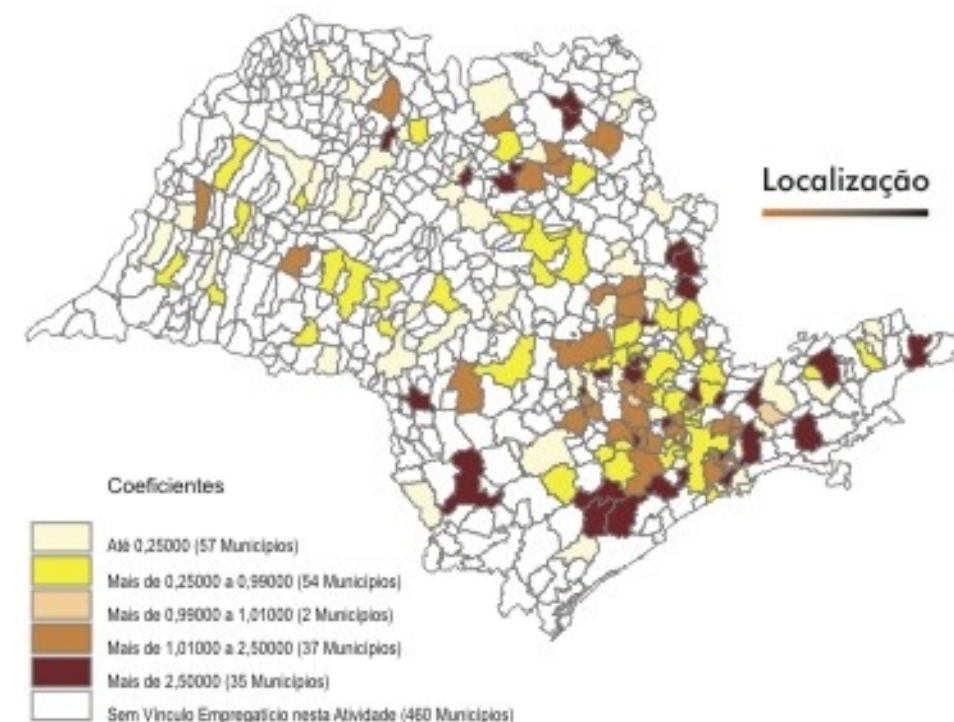 Localização
Coeficientes
Até 0,25000 (57 Municípios)
Mais de 0,25000 a 0,99000 (54 Municípios)
Mais de 0,99000 a 1,01000 (2 Municípios)
Mais de 1,01000 a 2,50000 (37 Municípios)
Mais de 2,50000 (35 Municípios)
Sem Vínculo Empregatício nesta Atividade (460 Municípios)